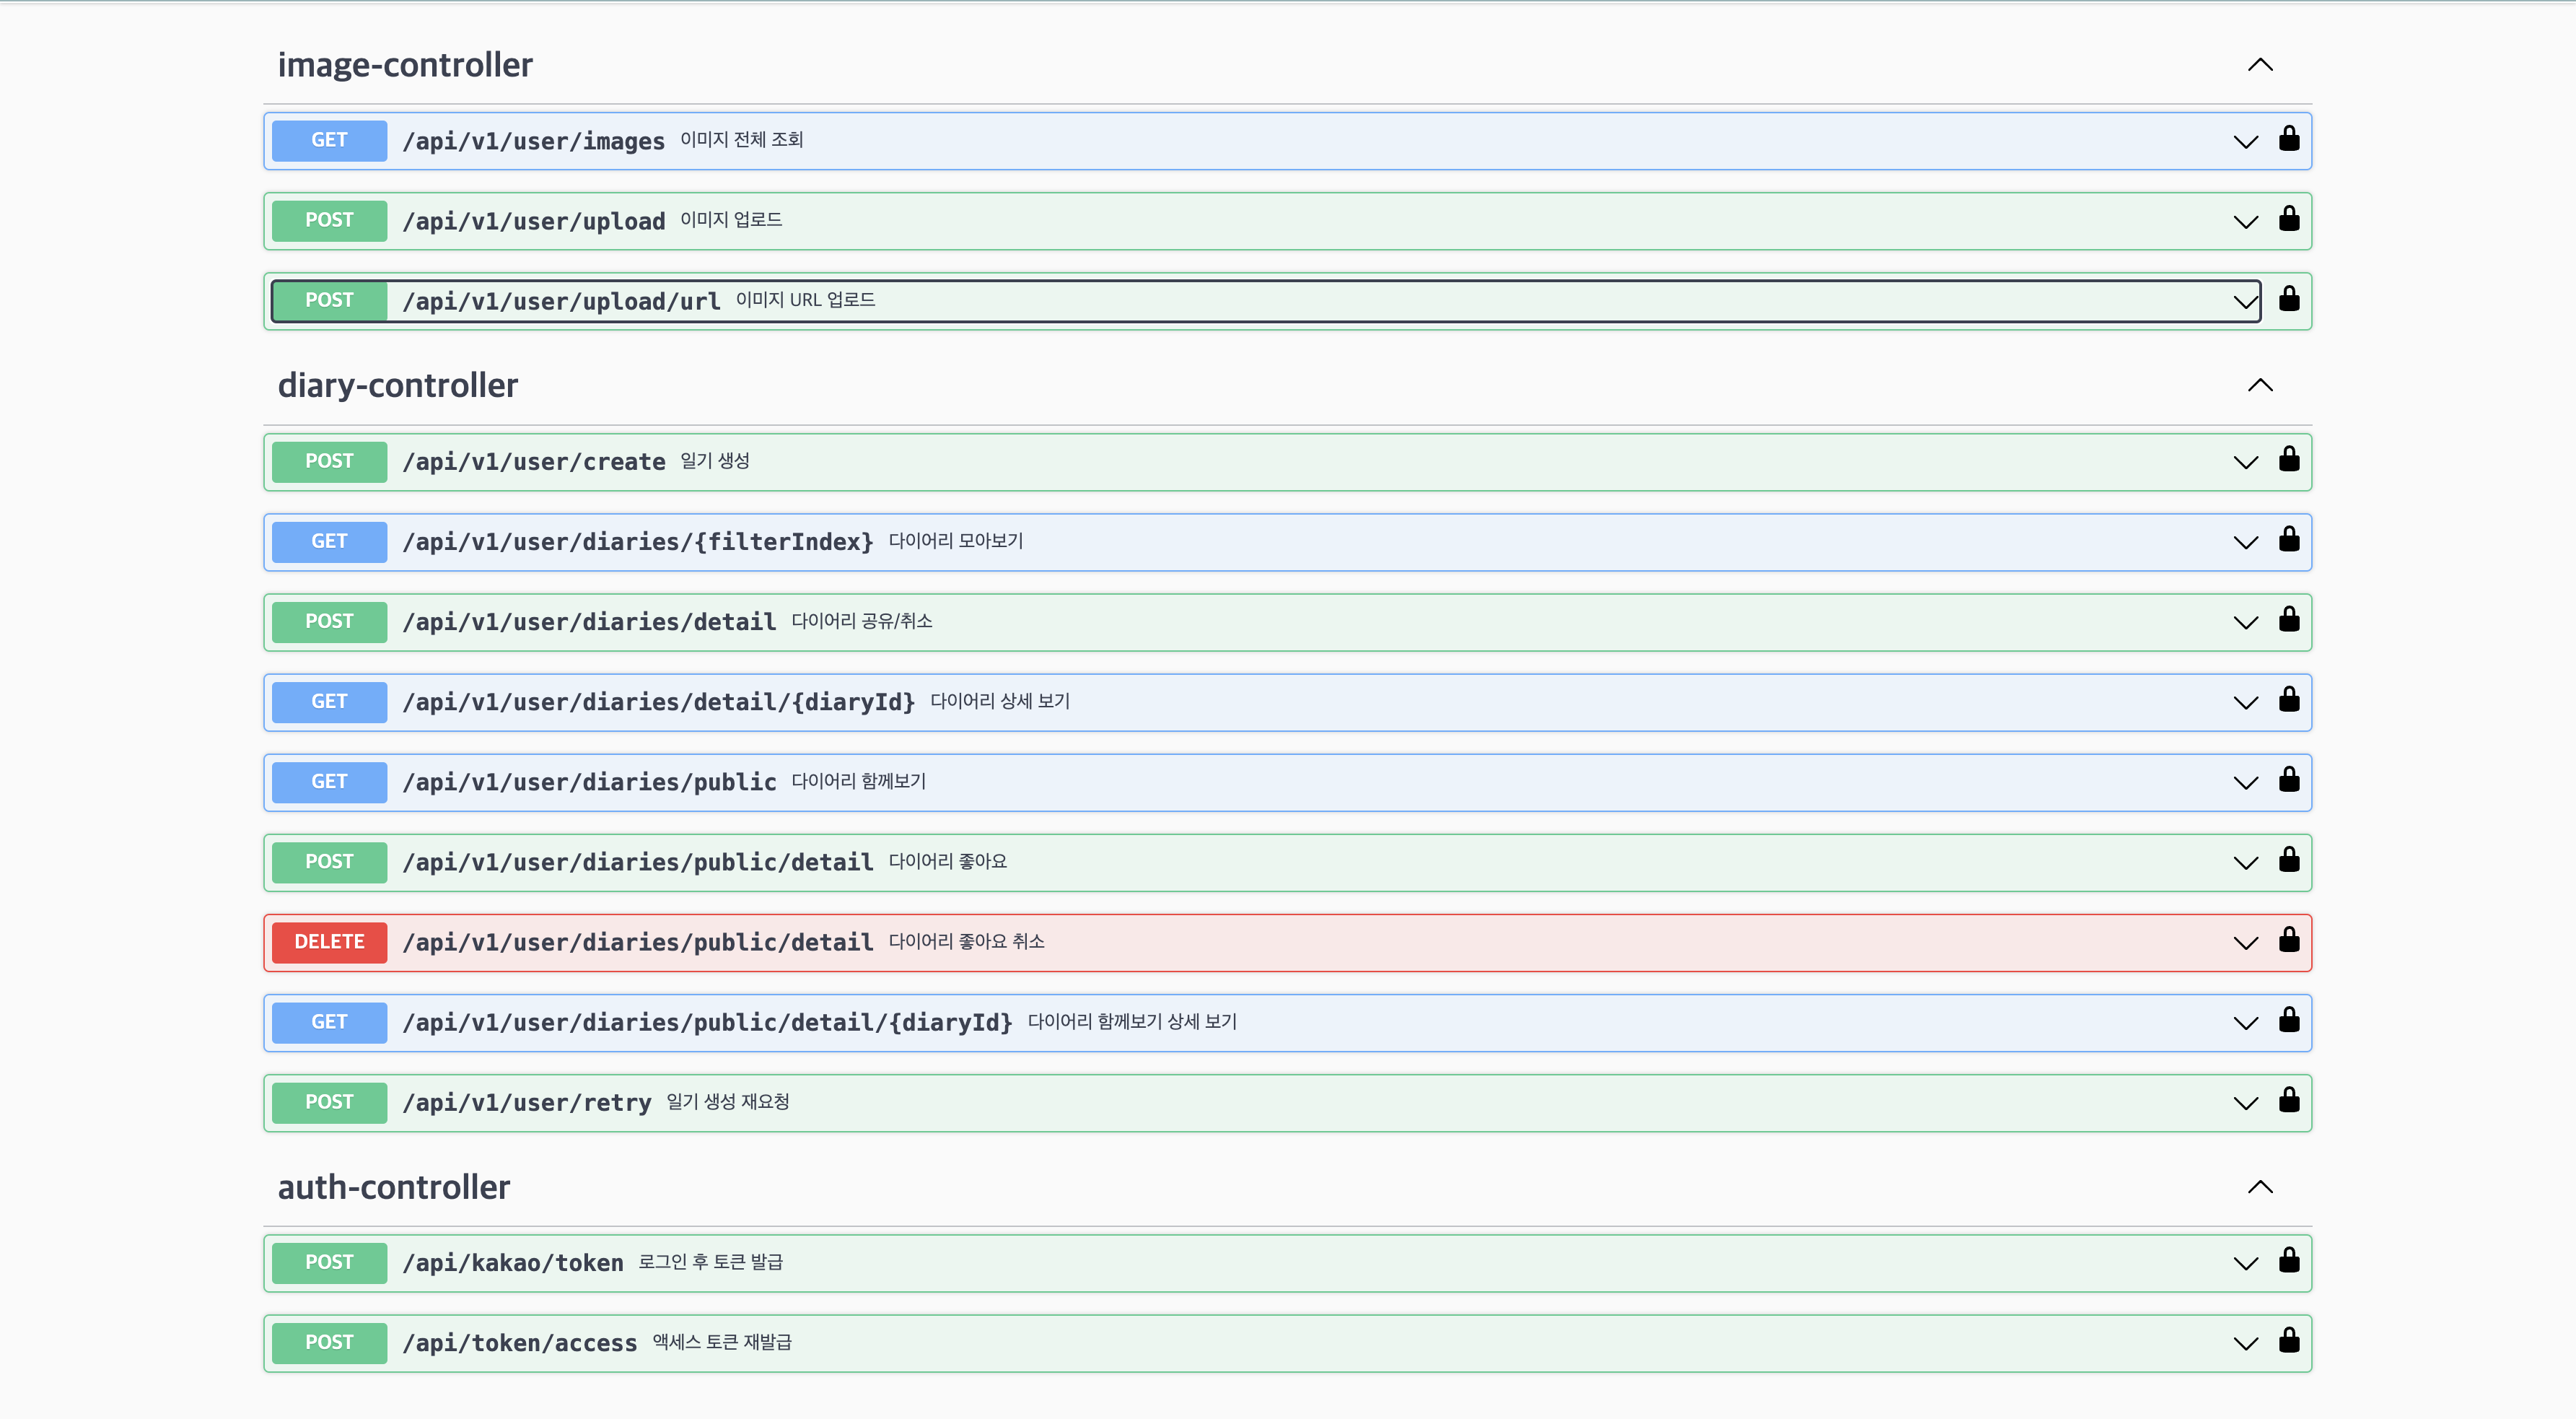 image-controller
GET /api/v1/user/images 이미지 전체 조회
POST /api/v1/user/upload 이미지 업로드
POST /api/v1/user/upload/url 이미지 URL 업로드
diary-controller
POST /api/v1/user/create 일기 생성
GET /api/v1/user/diaries/{filterIndex} 다이어리 모아보기
POST /api/v1/user/diaries/detail 다이어리 공유/취소
GET /api/v1/user/diaries/detail/{diaryId} 다이어리 상세 보기
GET /api/v1/user/diaries/public 다이어리 함께보기
POST /api/v1/user/diaries/public/detail 다이어리 좋아요
DELETE /api/v1/user/diaries/public/detail 다이어리 좋아요 취소
GET /api/v1/user/diaries/public/detail/{diaryId} 다이어리 함께보기 상세 보기
POST /api/v1/user/retry 일기 생성 재요청
auth-controller
POST /api/kakao/token 로그인 후 토큰 발급
POST /api/token/access 액세스 토큰 재발급